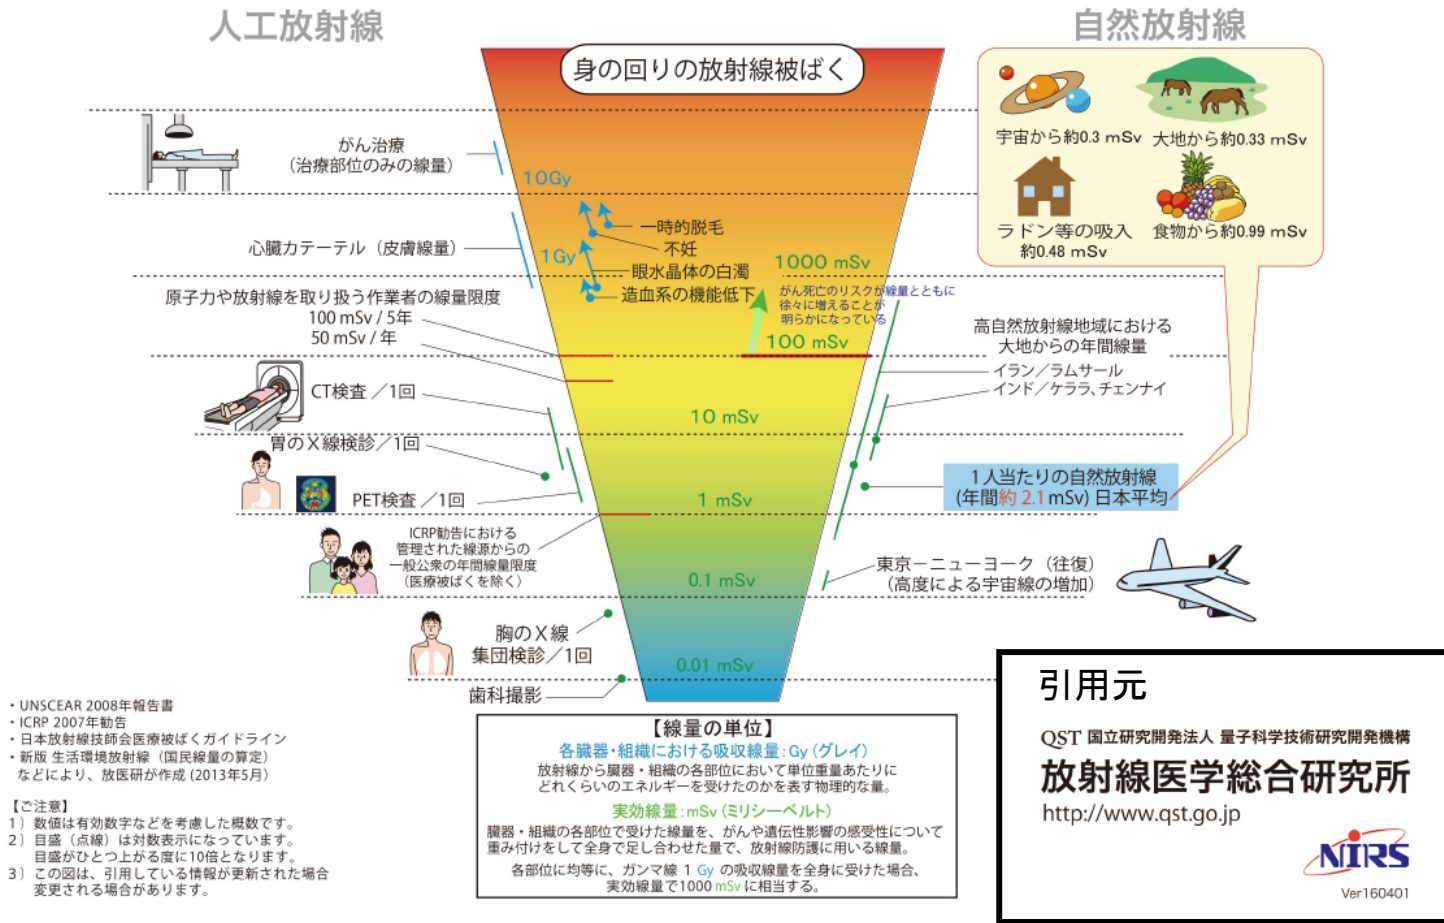 人工放射線
自然放射線
身の回りの放射線被ばく
がん治療
(治療部位のみの線量)
10Gy
心臓カテーテル（皮膚線量）
1Gy
一時的脱毛
不妊
眼水晶体の白濁
造血系の機能低下
原子力や放射線を取り扱う作業者の線量限度
100 mSv / 5年
50 mSv / 年
1000 mSv
がん死亡のリスクが線量とともに
徐々に増えることが
明らかになっている
100 mSv
宇宙から約0.3 mSv
大地から約0.33 mSv
ラドン等の吸入
約0.48 mSv
食物から約0.99 mSv
高自然放射線地域における
大地からの年間線量
イラン／ラムサール
インド／ケララ、チェンナイ
CT検査 ／1回
10 mSv
胃のX線検診／1回
PET検査 ／1回
1 mSv
1人当たりの自然放射線
(年間約 2.1mSv) 日本平均
ICRP勧告における
管理された線源からの
一般公衆の年間線量限度
(医療被ばくを除く)
0.1 mSv
東京－ニューヨーク（往復）
（高度による宇宙線の増加）
胸のX線
集団検診／1回
0.01 mSv
歯科撮影
・UNSCEAR 2008年報告書
・ICRP 2007年勧告
・日本放射線技師会医療被ばくガイドライン
・新版 生活環境放射線（国民線量の算定）
などにより、放医研が作成 (2013年5月)
【ご注意】
1）数値は有効数字などを考慮した概数です。
2）目盛（点線）は対数表示になっています。
目盛がひとつ上がる度に10倍となります。
3）この図は、引用している情報が更新された場合
変更される場合があります。
【線量の単位】
各臓器・組織における吸収線量：Gy (グレイ)
放射線から臓器・組織の各部位において単位重量あたりに
どれくらいのエネルギーを受けたのかを表す物理的な量。
実効線量：mSv (ミリシーベルト)
臓器・組織の各部位で受けた線量を、がんや遺伝性影響の感受性について
重み付けをして全身で足し合わせた量で、放射線防護に用いる線量。
各部位に均等に、ガンマ線 1 Gy の吸収線量を全身に受けた場合、
実効線量で1000 mSv に相当する。
引用元
QST 国立研究開発法人 量子科学技術研究開発機構
放射線医学総合研究所
http://www.qst.go.jp
NIRS
Ver160401